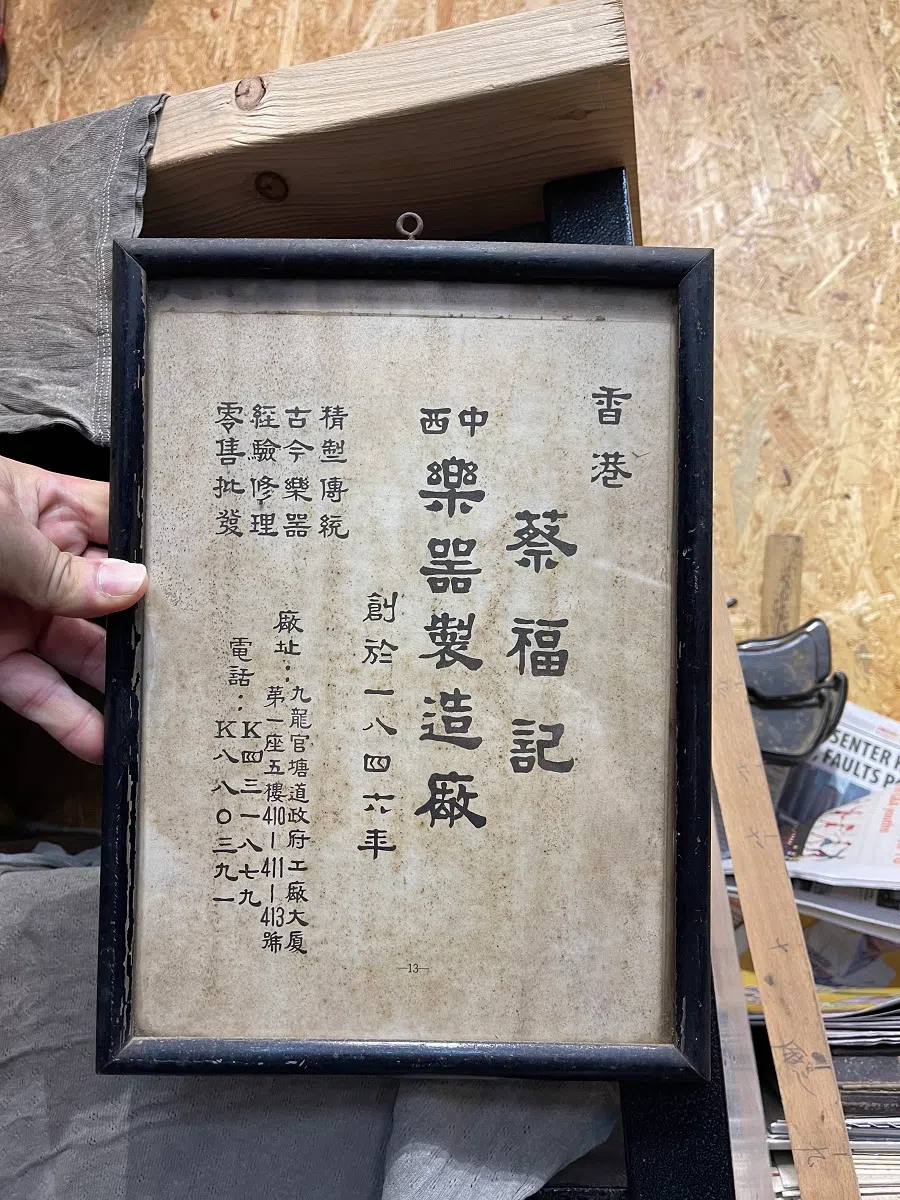 香港
蔡福記
中西樂器製造廠
創於一八四六年
精型傳統
古今樂器
經驗修理
零售批發
廠址：九龍官塘道政府工廠大廈
第一座五樓410—411—413號
電話：K四三一八七九
K八八〇三九一
—13—
FAULTS